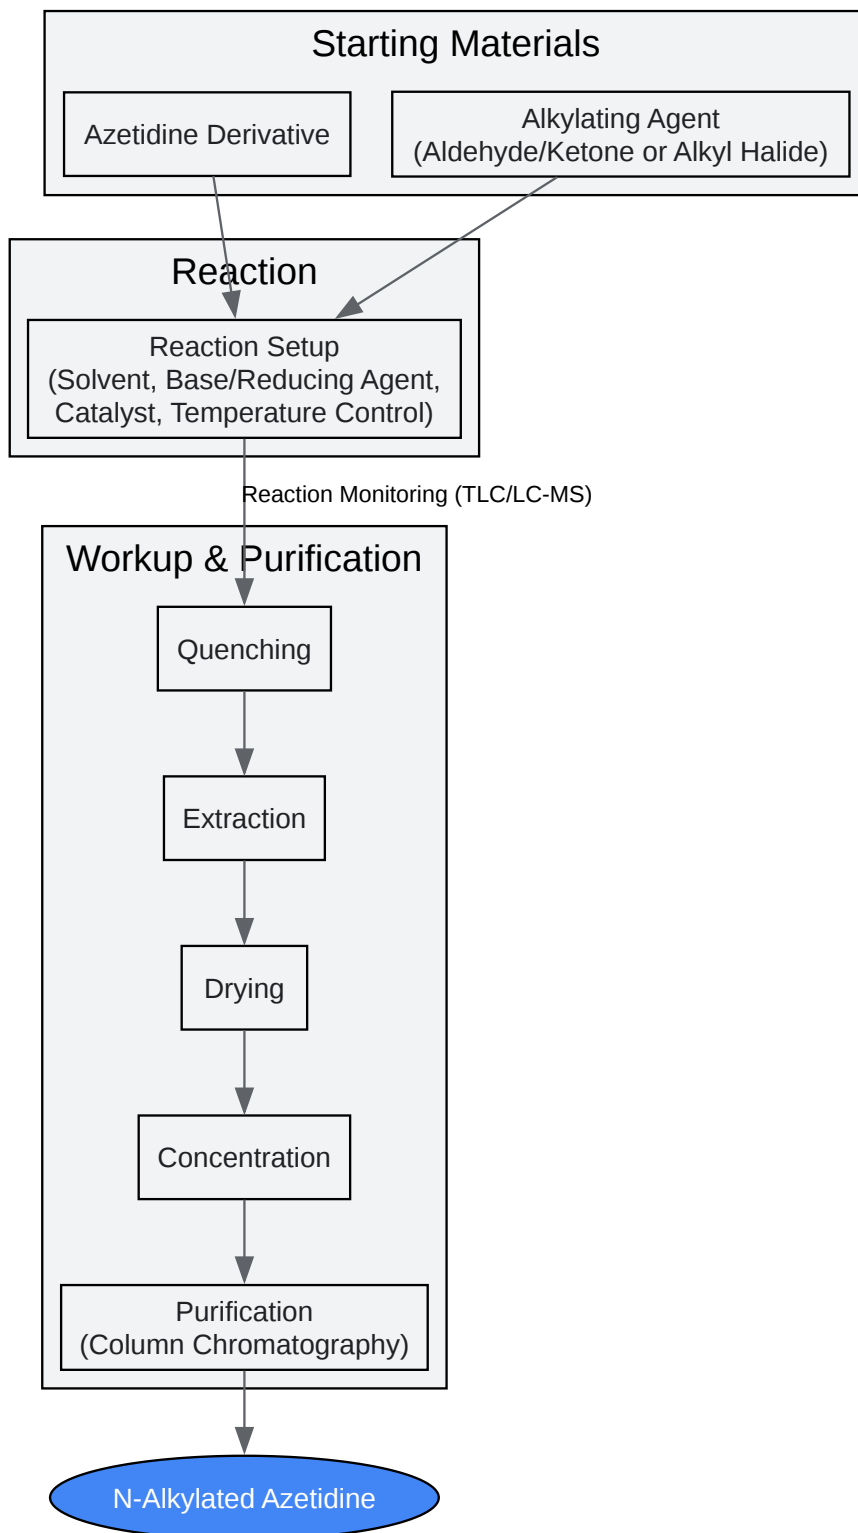 Starting Materials
Azetidine Derivative
Alkylating Agent
(Aldehyde/Ketone or Alkyl Halide)
Reaction
Reaction Setup
(Solvent, Base/Reducing Agent,
Catalyst, Temperature Control)
Reaction Monitoring (TLC/LC-MS)
Workup & Purification
Quenching
Extraction
Drying
Concentration
Purification
(Column Chromatography)
N-Alkylated Azetidine